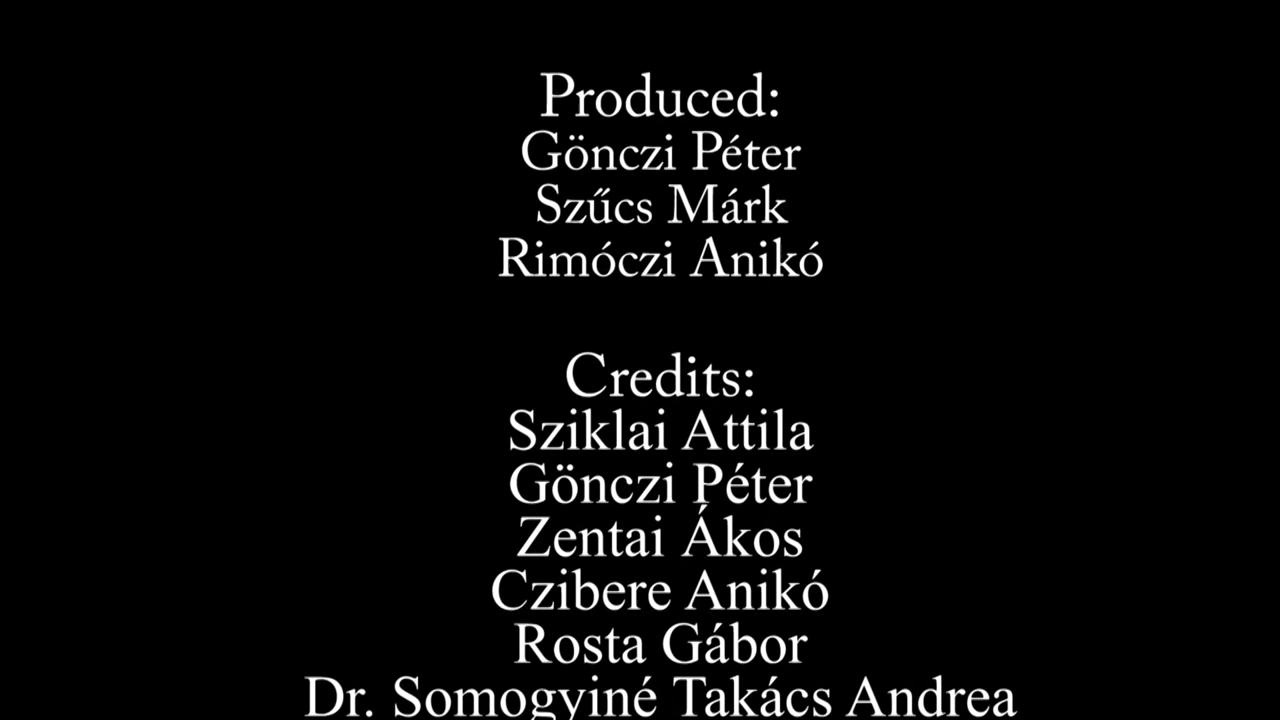 Produced:
Gönczi Péter
Szűcs Márk
Rimóczi Anikó
Credits:
Sziklai Attila
Gönczi Péter
Zentai Ákos
Czibere Anikó
Rosta Gábor
Dr. Somogyiné Takács Andrea